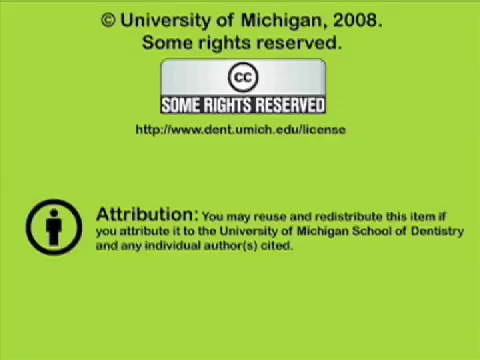 © University of Michigan, 2008.
Some rights reserved.
cc
SOME RIGHTS RESERVED
http://www.dent.umich.edu/license
Attribution: You may reuse and redistribute this item if
you attribute it to the University of Michigan School of Dentistry
and any individual author(s) cited.